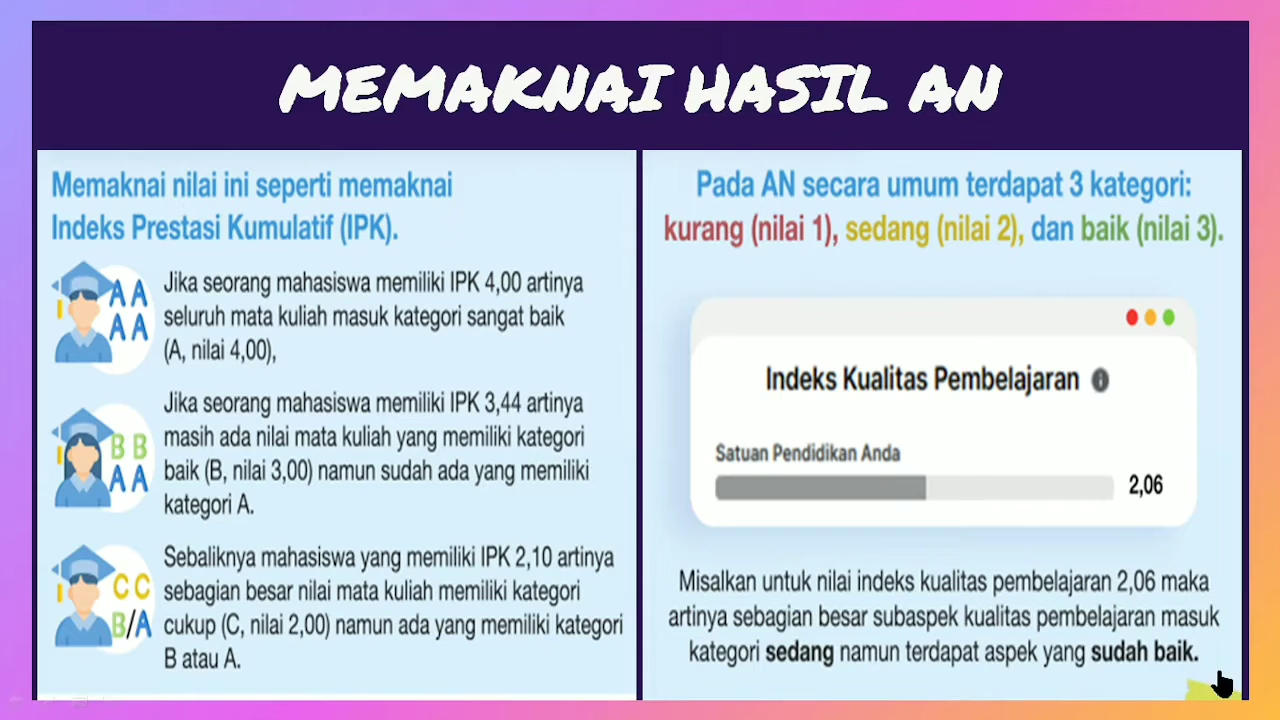 MEMAKNAI HASIL AN
Memaknai nilai ini seperti memaknai
Indeks Prestasi Kumulatif (IPK).
A A
A A
Jika seorang mahasiswa memiliki IPK 4,00 artinya
seluruh mata kuliah masuk kategori sangat baik
(A, nilai 4,00),
B B
A A
Jika seorang mahasiswa memiliki IPK 3,44 artinya
masih ada nilai mata kuliah yang memiliki kategori
baik (B, nilai 3,00) namun sudah ada yang memiliki
kategori A.
C C
B/A
Sebaliknya mahasiswa yang memiliki IPK 2,10 artinya
sebagian besar nilai mata kuliah memiliki kategori
cukup (C, nilai 2,00) namun ada yang memiliki kategori
B atau A.
Pada AN secara umum terdapat 3 kategori:
kurang (nilai 1), sedang (nilai 2), dan baik (nilai 3).
Indeks Kualitas Pembelajaran
Satuan Pendidikan Anda
2,06
Misalkan untuk nilai indeks kualitas pembelajaran 2,06 maka
artinya sebagian besar subaspek kualitas pembelajaran masuk
kategori sedang namun terdapat aspek yang sudah baik.